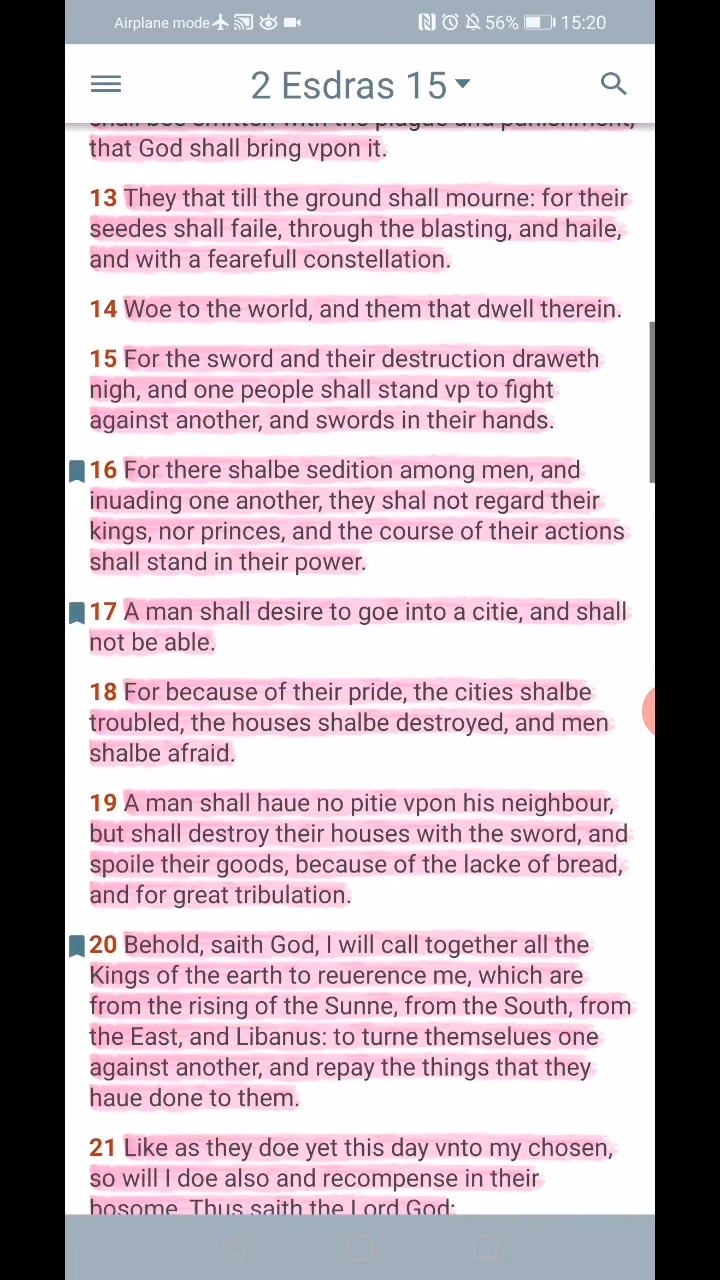 Airplane mode 56% 15:20
2 Esdras 15
shall bee smitten with the plague and punishment,
that God shall bring vpon it.
13 They that till the ground shall mourne: for their
seedes shall faile, through the blasting, and haile,
and with a fearefull constellation.
14 Woe to the world, and them that dwell therein.
15 For the sword and their destruction draweth
nigh, and one people shall stand vp to fight
against another, and swords in their hands.
16 For there shalbe sedition among men, and
inuading one another, they shal not regard their
kings, nor princes, and the course of their actions
shall stand in their power.
17 A man shall desire to goe into a citie, and shall
not be able.
18 For because of their pride, the cities shalbe
troubled, the houses shalbe destroyed, and men
shalbe afraid.
19 A man shall haue no pitie vpon his neighbour,
but shall destroy their houses with the sword, and
spoile their goods, because of the lacke of bread,
and for great tribulation.
20 Behold, saith God, I will call together all the
Kings of the earth to reuerence me, which are
from the rising of the Sunne, from the South, from
the East, and Libanus: to turne themselues one
against another, and repay the things that they
haue done to them.
21 Like as they doe yet this day vnto my chosen,
so will I doe also and recompense in their
bosome. Thus saith the Lord God: